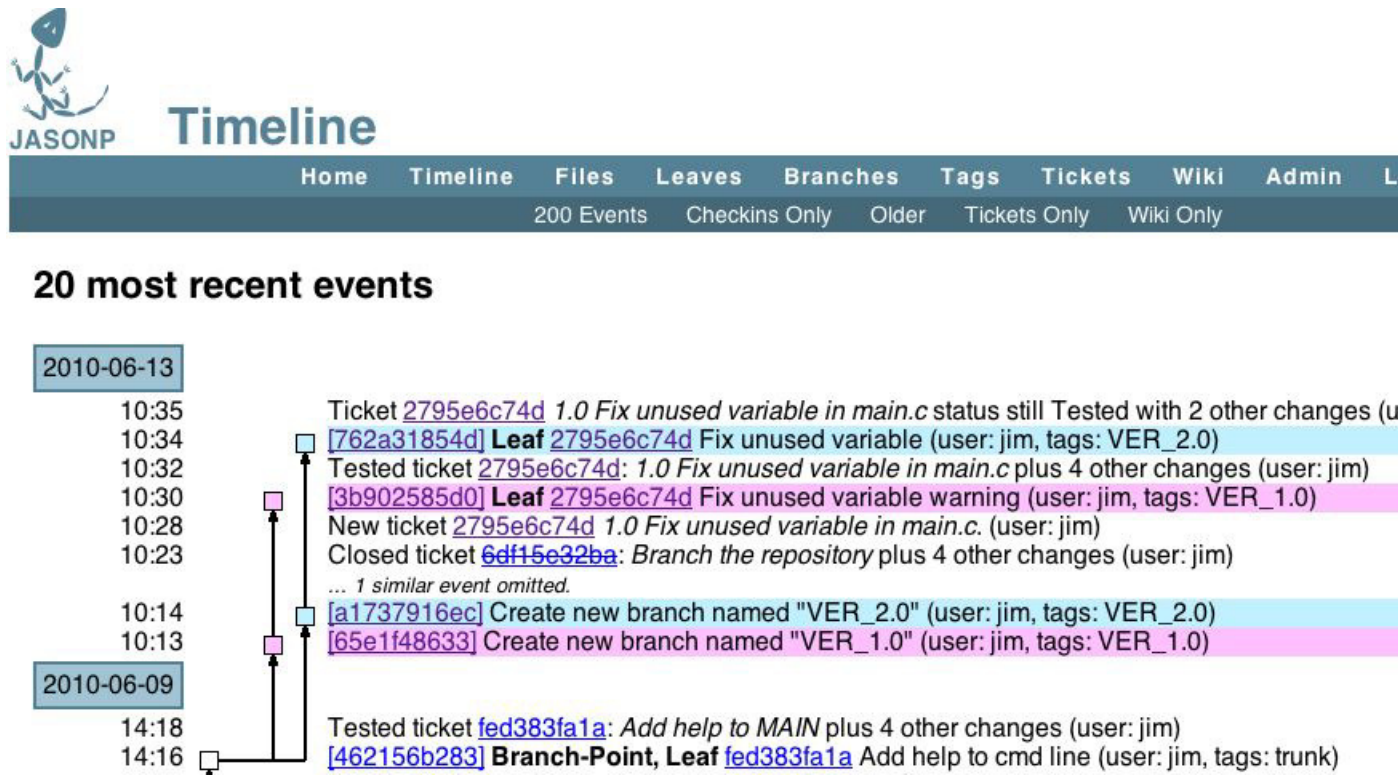 JASONP
Timeline
Home Timeline Files Leaves Branches Tags Tickets Wiki Admin L
200 Events Checkins Only Older Tickets Only Wiki Only
20 most recent events
2010-06-13
10:35 Ticket 2795e6c74d 1.0 Fix unused variable in main.c status still Tested with 2 other changes (u
10:34 [762a31854d] Leaf 2795e6c74d Fix unused variable (user: jim, tags: VER_2.0)
10:32 Tested ticket 2795e6c74d: 1.0 Fix unused variable in main.c plus 4 other changes (user: jim)
10:30 [3b902585d0] Leaf 2795e6c74d Fix unused variable warning (user: jim, tags: VER_1.0)
10:28 New ticket 2795e6c74d 1.0 Fix unused variable in main.c. (user: jim)
10:23 Closed ticket 6df15e32ba: Branch the repository plus 4 other changes (user: jim)
... 1 similar event omitted.
10:14 [a1737916ec] Create new branch named "VER_2.0" (user: jim, tags: VER_2.0)
10:13 [65e1f48633] Create new branch named "VER_1.0" (user: jim, tags: VER_1.0)
2010-06-09
14:18 Tested ticket fed383fa1a: Add help to MAIN plus 4 other changes (user: jim)
14:16 [462156b283] Branch-Point, Leaf fed383fa1a Add help to cmd line (user: jim, tags: trunk)